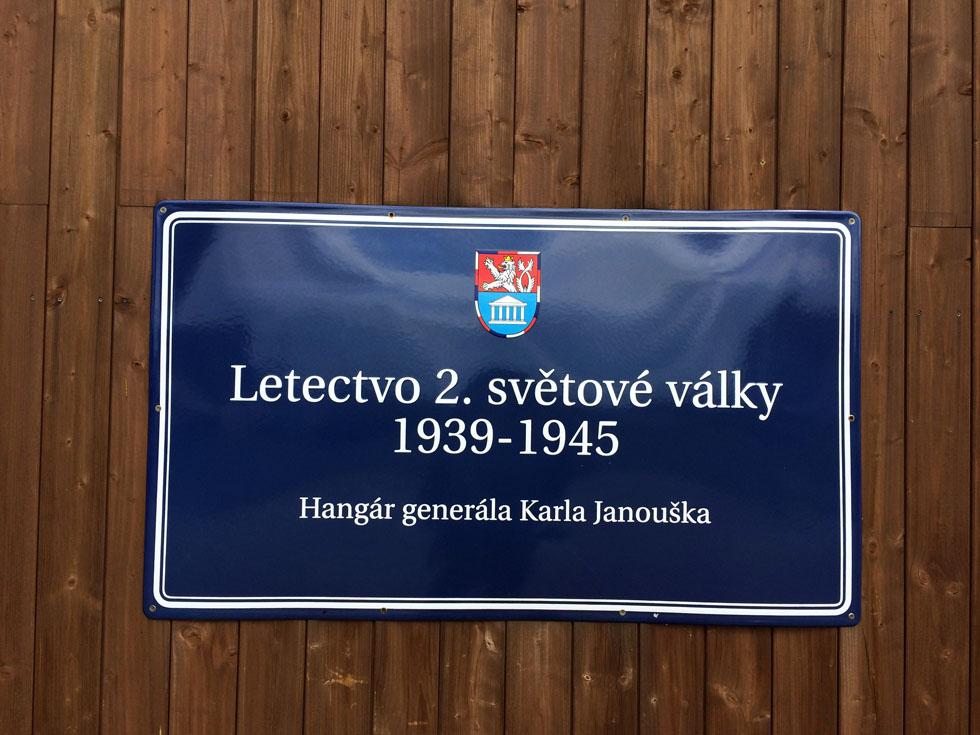 Letectvo 2. světové války
1939-1945
Hangár generála Karla Janouška